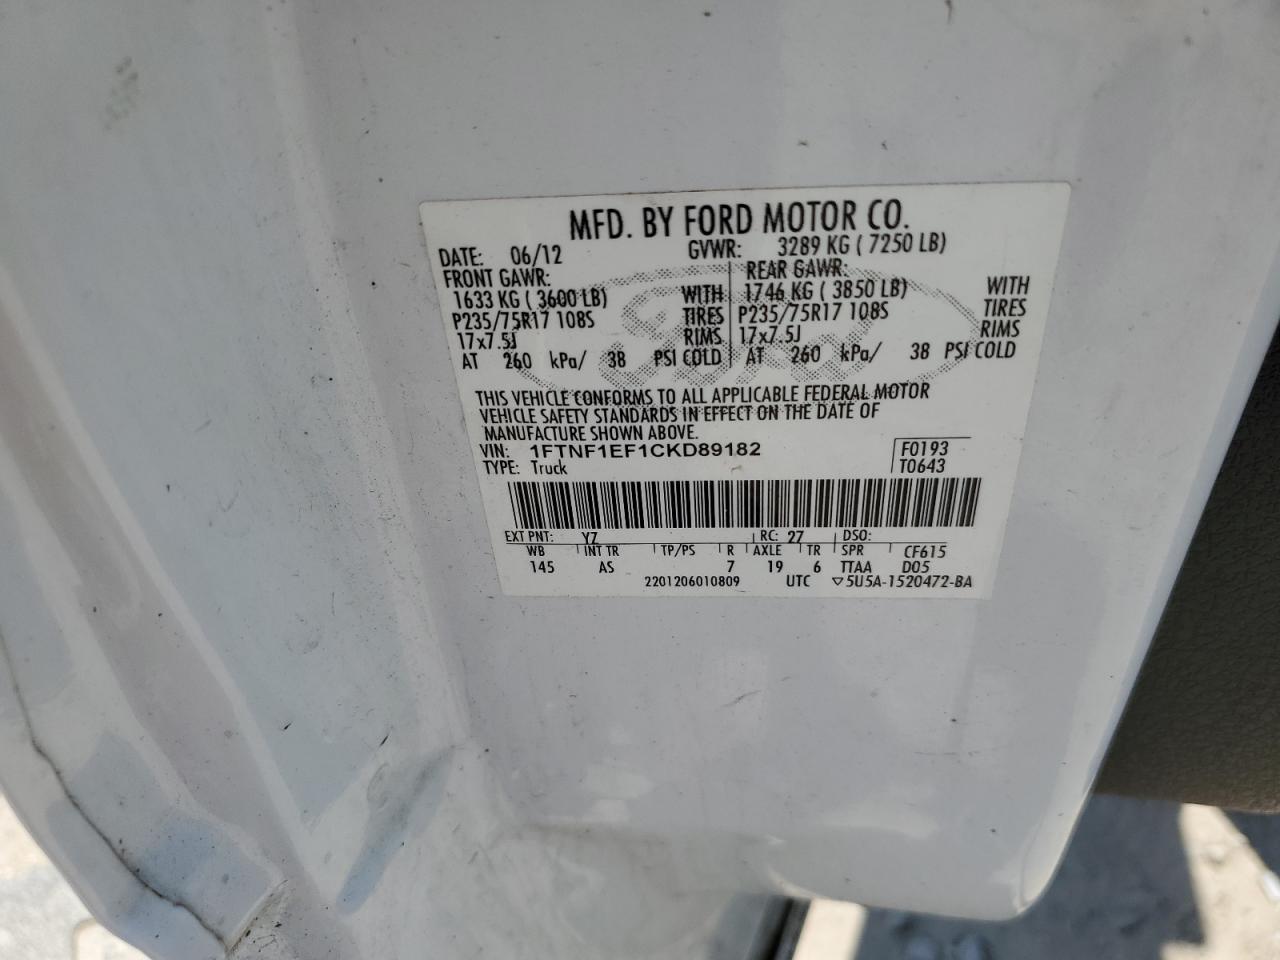 MFD. BY FORD MOTOR CO.
DATE: 06/12 GVWR: 3289 KG ( 7250 LB)
FRONT GAWR: REAR GAWR:
1633 KG ( 3600 LB) WITH 1746 KG ( 3850 LB) WITH
P235/75R17 108S TIRES P235/75R17 108S TIRES
17x7.5J RIMS 17x7.5J RIMS
AT 260 kPa/ 38 PSI COLD AT 260 kPa/ 38 PSI COLD
THIS VEHICLE CONFORMS TO ALL APPLICABLE FEDERAL MOTOR
VEHICLE SAFETY STANDARDS IN EFFECT ON THE DATE OF
MANUFACTURE SHOWN ABOVE.
VIN: 1FTNF1EF1CKD89182 F0193
TYPE: Truck T0643
EXT PNT: YZ RC: 27 DSO:
WB INT TR TP/PS R AXLE TR SPR CF615
145 AS 7 19 6 TTAA D05
2201206010809 UTC ▽5U5A-1520472-BA